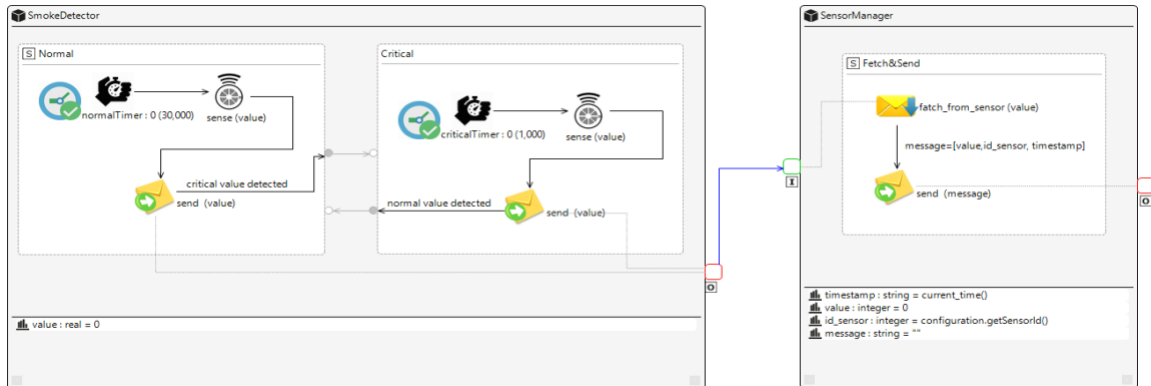 SmokeDetector
S Normal
normalTimer : 0 (30,000)
sense (value)
critical value detected
send (value)
Critical
criticalTimer : 0 (1,000)
sense (value)
normal value detected
send (value)
O
value : real = 0
SensorManager
S Fetch&Send
fatch_from_sensor (value)
message=[value,id_sensor, timestamp]
send (message)
I
O
timestamp : string = current_time()
value : integer = 0
id_sensor : integer = configuration.getSensorId()
message : string = ""